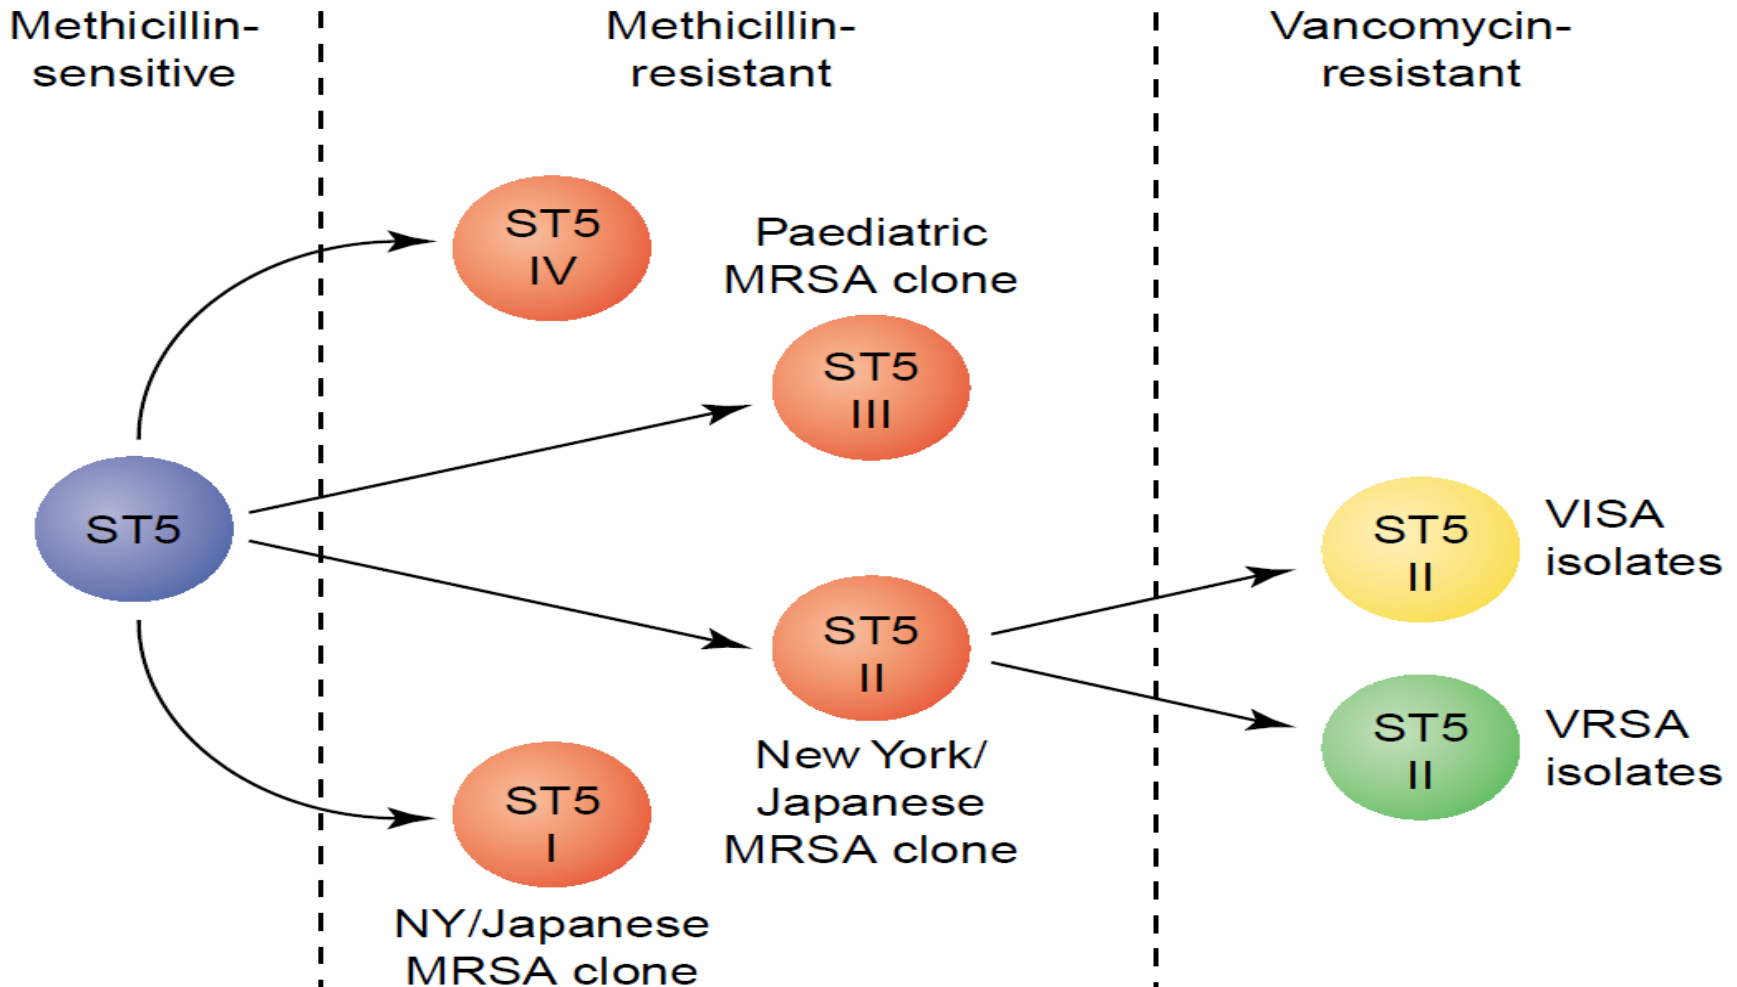 Methicillin-
sensitive
Methicillin-
resistant
Vancomycin-
resistant
ST5
IV
Paediatric
MRSA clone
ST5
III
ST5
ST5
II
New York/
Japanese
MRSA clone
ST5
I
NY/Japanese
MRSA clone
ST5
II
VISA
isolates
ST5
II
VRSA
isolates